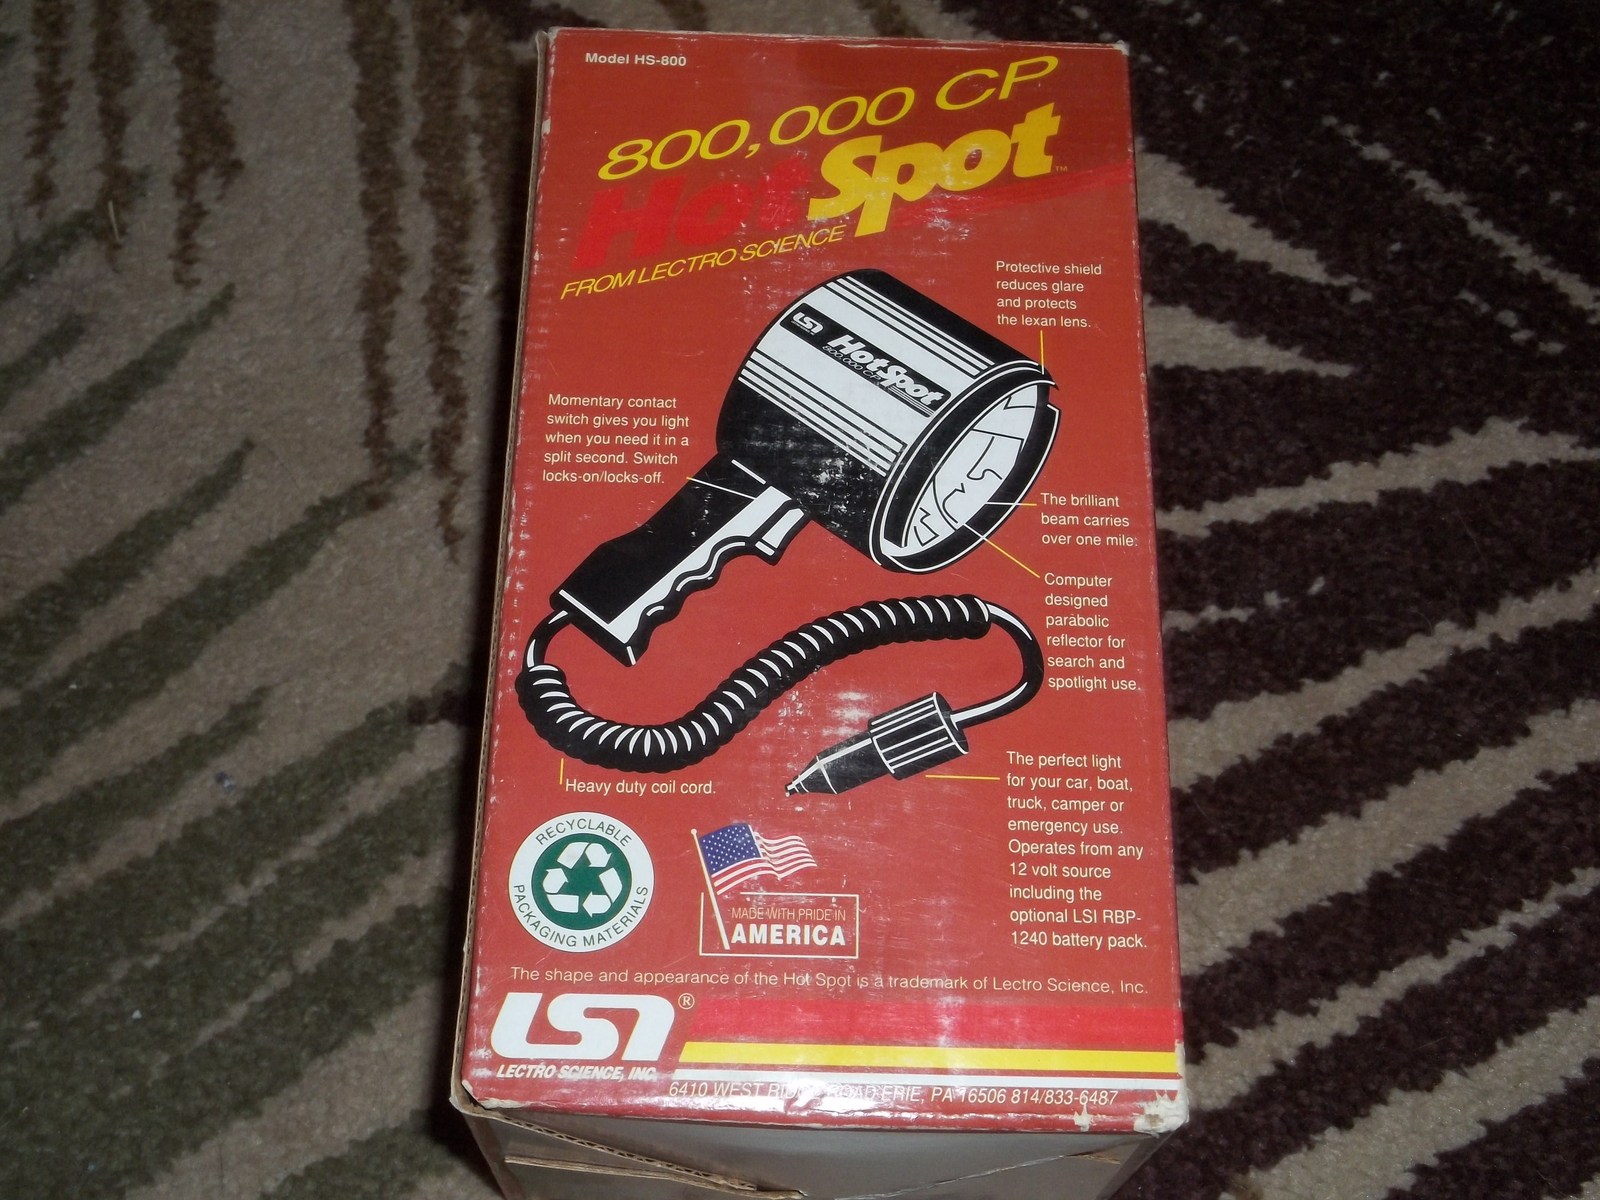 Model HS-800
800,000 CP
Hot Spot™
FROM LECTRO SCIENCE
Protective shield
reduces glare
and protects
the lexan lens.
LSI
Hot Spot
800,000 CP
Momentary contact
switch gives you light
when you need it in a
split second. Switch
locks-on/locks-off.
The brilliant
beam carries
over one mile.
Computer
designed
parabolic
reflector for
search and
spotlight use.
Heavy duty coil cord.
The perfect light
for your car, boat,
truck, camper or
emergency use.
Operates from any
12 volt source
including the
optional LSI RBP-
1240 battery pack.
RECYCLABLE
PACKAGING MATERIALS
MADE WITH PRIDE IN
AMERICA
The shape and appearance of the Hot Spot is a trademark of Lectro Science, Inc.
LSI®
LECTRO SCIENCE, INC.
6410 WEST ROAD ERIE, PA 16506 814/833-6487